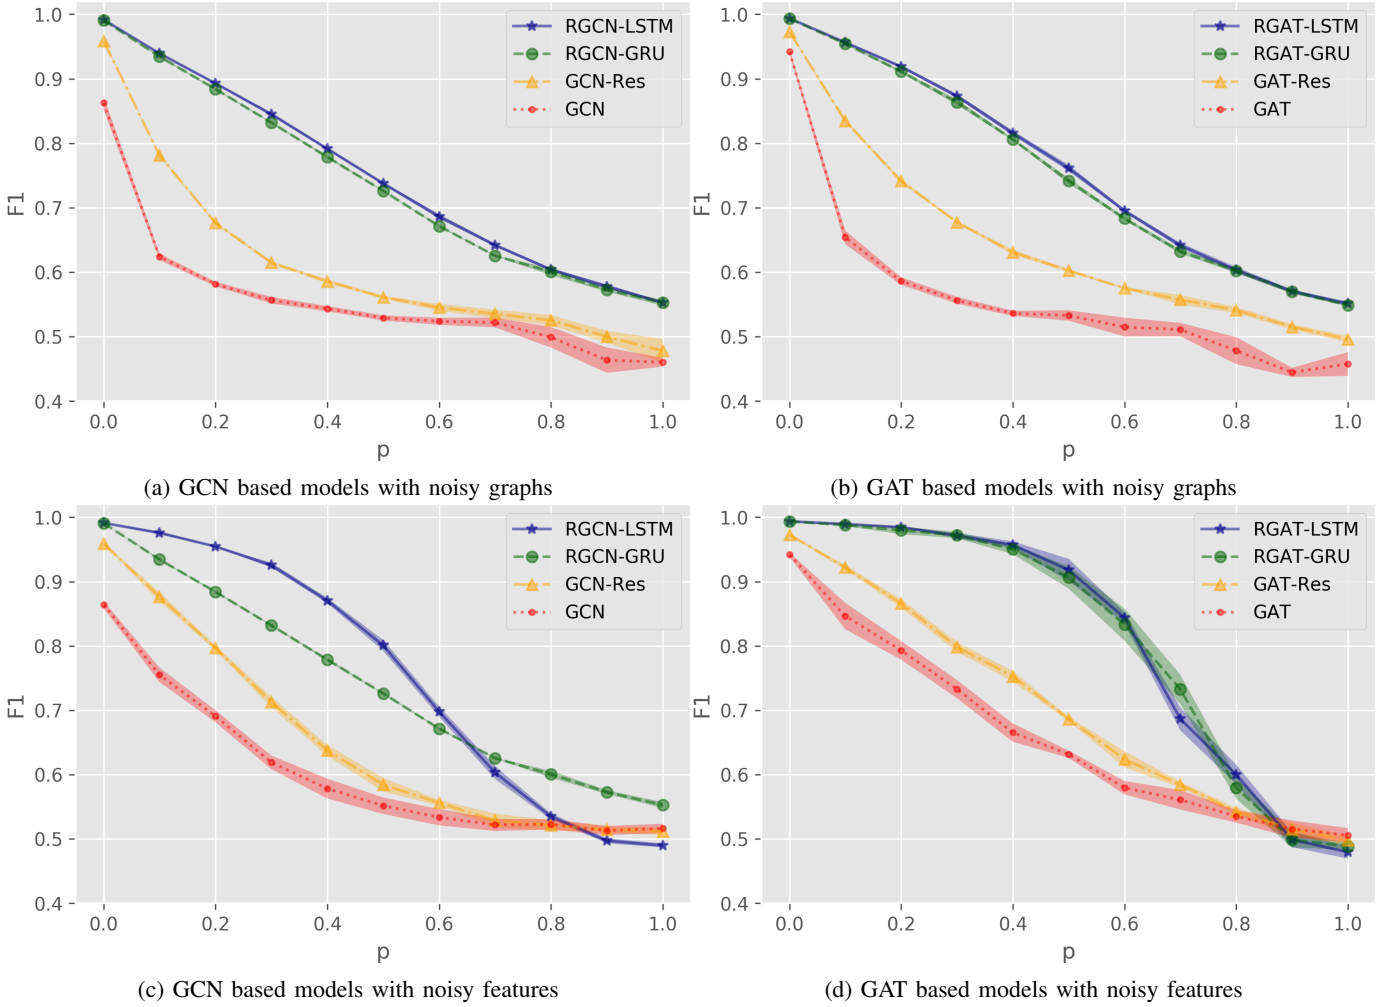 1.0
0.9
0.8
0.7
0.6
0.5
0.4
F1
RGCN-LSTM
RGCN-GRU
GCN-Res
GCN
0.0 0.2 0.4 0.6 0.8 1.0
p
(a) GCN based models with noisy graphs
1.0
0.9
0.8
0.7
0.6
0.5
0.4
F1
RGAT-LSTM
RGAT-GRU
GAT-Res
GAT
0.0 0.2 0.4 0.6 0.8 1.0
p
(b) GAT based models with noisy graphs
1.0
0.9
0.8
0.7
0.6
0.5
0.4
F1
RGCN-LSTM
RGCN-GRU
GCN-Res
GCN
0.0 0.2 0.4 0.6 0.8 1.0
p
(c) GCN based models with noisy features
1.0
0.9
0.8
0.7
0.6
0.5
0.4
F1
RGAT-LSTM
RGAT-GRU
GAT-Res
GAT
0.0 0.2 0.4 0.6 0.8 1.0
p
(d) GAT based models with noisy features